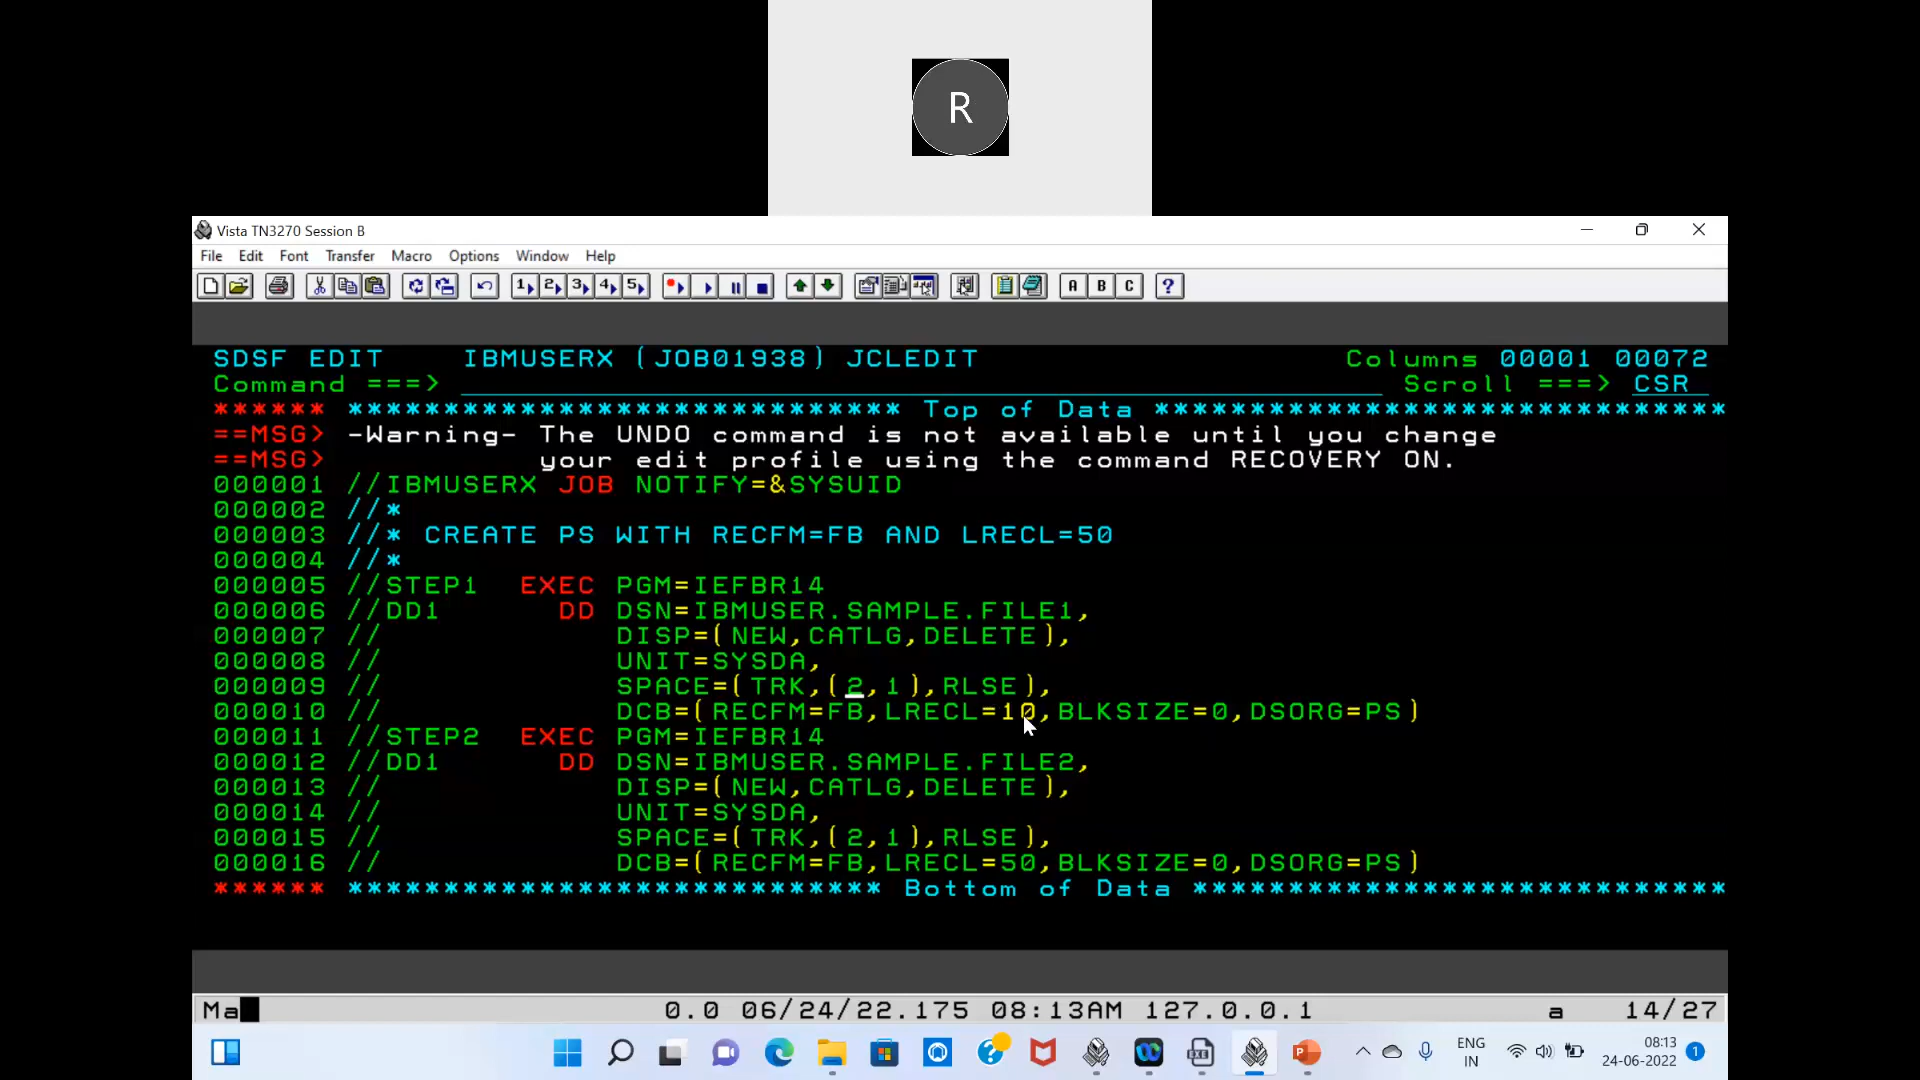 R
Vista TN3270 Session B
File Edit Font Transfer Macro Options Window Help
1 2 3 4 5 A B C ?
SDSF EDIT IBMUSERX (JOB01938) JCLEDIT Columns 00001 00072
Command ===> Scroll ===> CSR
****** ***************************** Top of Data ******************************
==MSG> -Warning- The UNDO command is not available until you change
==MSG> your edit profile using the command RECOVERY ON.
000001 //IBMUSERX JOB NOTIFY=&SYSUID
000002 //*
000003 //* CREATE PS WITH RECFM=FB AND LRECL=50
000004 //*
000005 //STEP1 EXEC PGM=IEFBR14
000006 //DD1 DD DSN=IBMUSER.SAMPLE.FILE1,
000007 // DISP=(NEW,CATLG,DELETE),
000008 // UNIT=SYSDA,
000009 // SPACE=(TRK,(2,1),RLSE),
000010 // DCB=(RECFM=FB,LRECL=10,BLKSIZE=0,DSORG=PS)
000011 //STEP2 EXEC PGM=IEFBR14
000012 //DD1 DD DSN=IBMUSER.SAMPLE.FILE2,
000013 // DISP=(NEW,CATLG,DELETE),
000014 // UNIT=SYSDA,
000015 // SPACE=(TRK,(2,1),RLSE),
000016 // DCB=(RECFM=FB,LRECL=50,BLKSIZE=0,DSORG=PS)
****** **************************** Bottom of Data ****************************
Ma 0.0 06/24/22.175 08:13AM 127.0.0.1 a 14/27
ENG
IN
08:13
24-06-2022
1